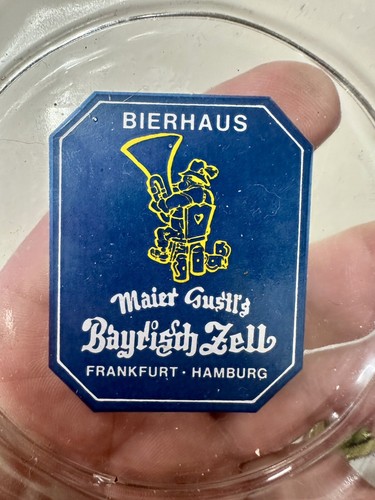 BIERHAUS
Maier Gustl's
Bayrisch Zell
FRANKFURT · HAMBURG